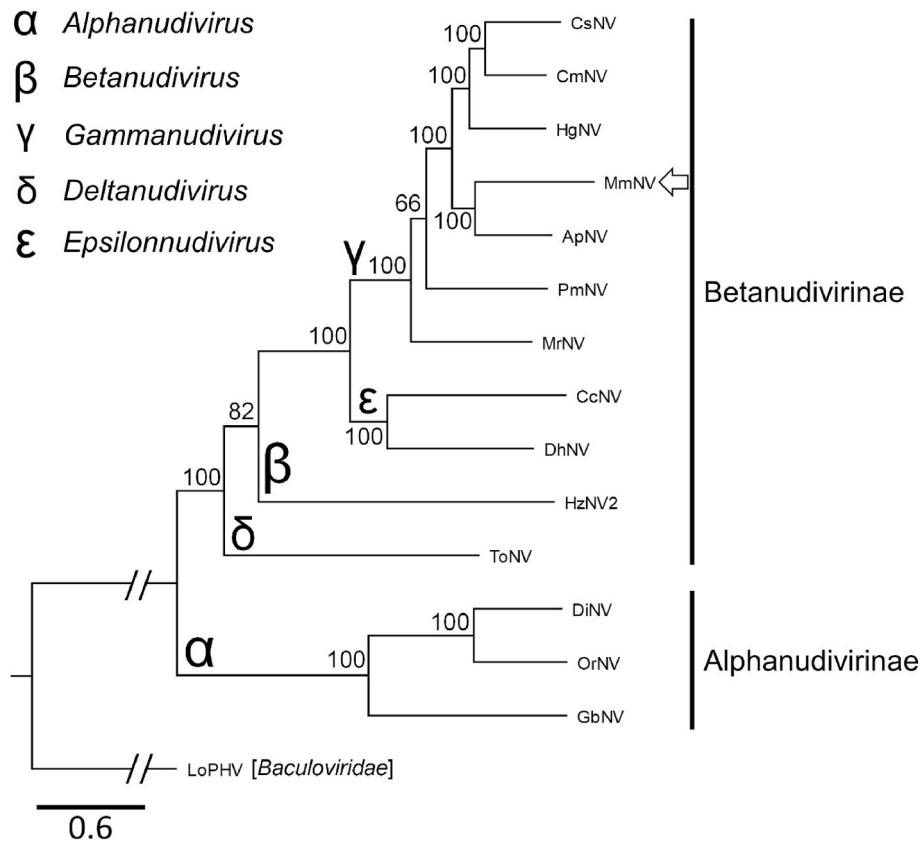 α Alphanudivirus
β Betanudivirus
γ Gammanudivirus
δ Deltanudivirus
ε Epsilonnudivirus
CsNV
100
CmNV
100
HgNV
100
MmNV
100
66
ApNV
γ 100
PmNV
Betanudivirinae
MrNV
100
CcNV
ε
100
DhNV
82
β
HzNV2
100
δ
ToNV
DiNV
100
OrNV
α
100
GbNV
Alphanudivirinae
LoPHV [Baculoviridae]
0.6